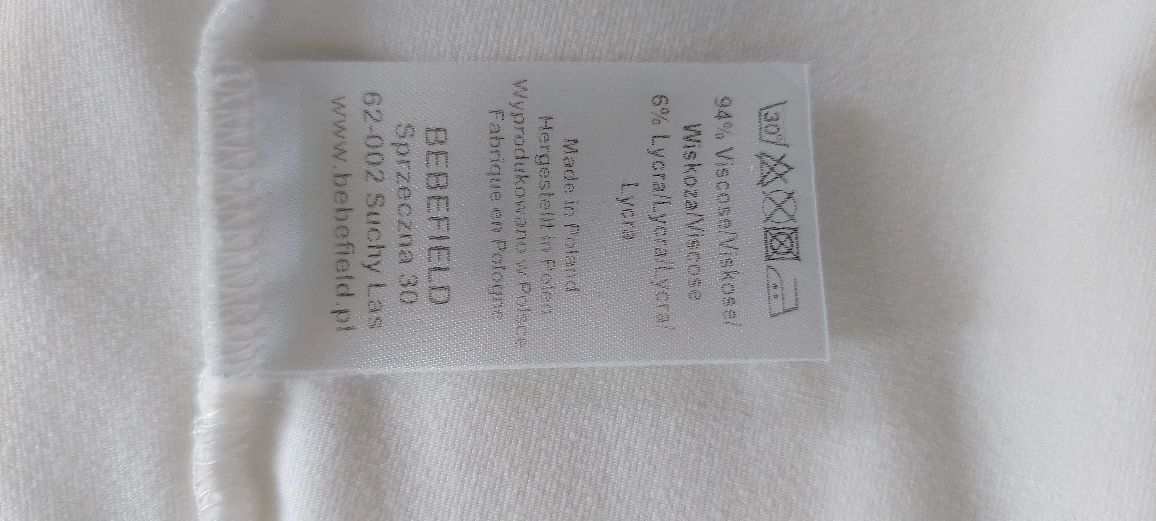 30°
94% Viscose/Viskose/
Wiskoza/Viscose
6% Lycra/Lycra/Lycra/
Lycra
Made in Poland
Hergestellt in Polen
Wyprodukowano w Polsce
Fabrique en Pologne
BEBEFIELD
Sprzeczna 30
62-002 Suchy Las
www.bebefield.pl